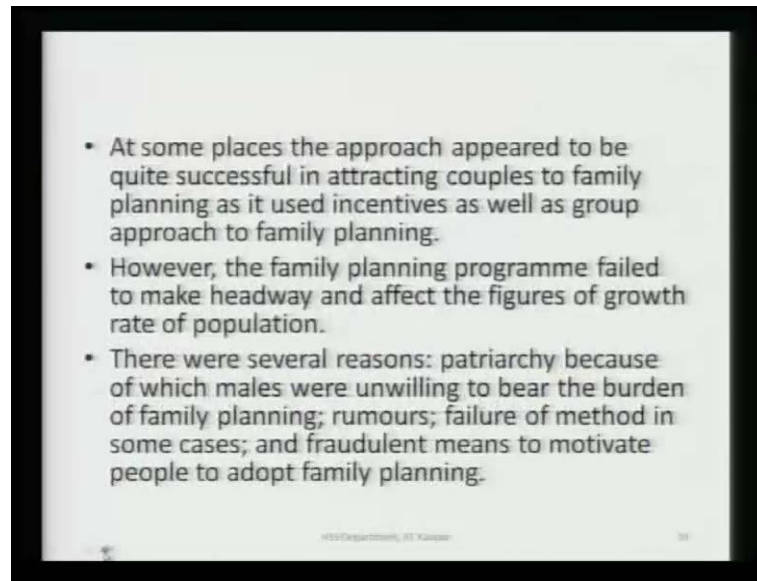 • At some places the approach appeared to be
quite successful in attracting couples to family
planning as it used incentives as well as group
approach to family planning.
• However, the family planning programme failed
to make headway and affect the figures of growth
rate of population.
• There were several reasons: patriarchy because
of which males were unwilling to bear the burden
of family planning; rumours; failure of method in
some cases; and fraudulent means to motivate
people to adopt family planning.
HSS Department, IIT Kanpur